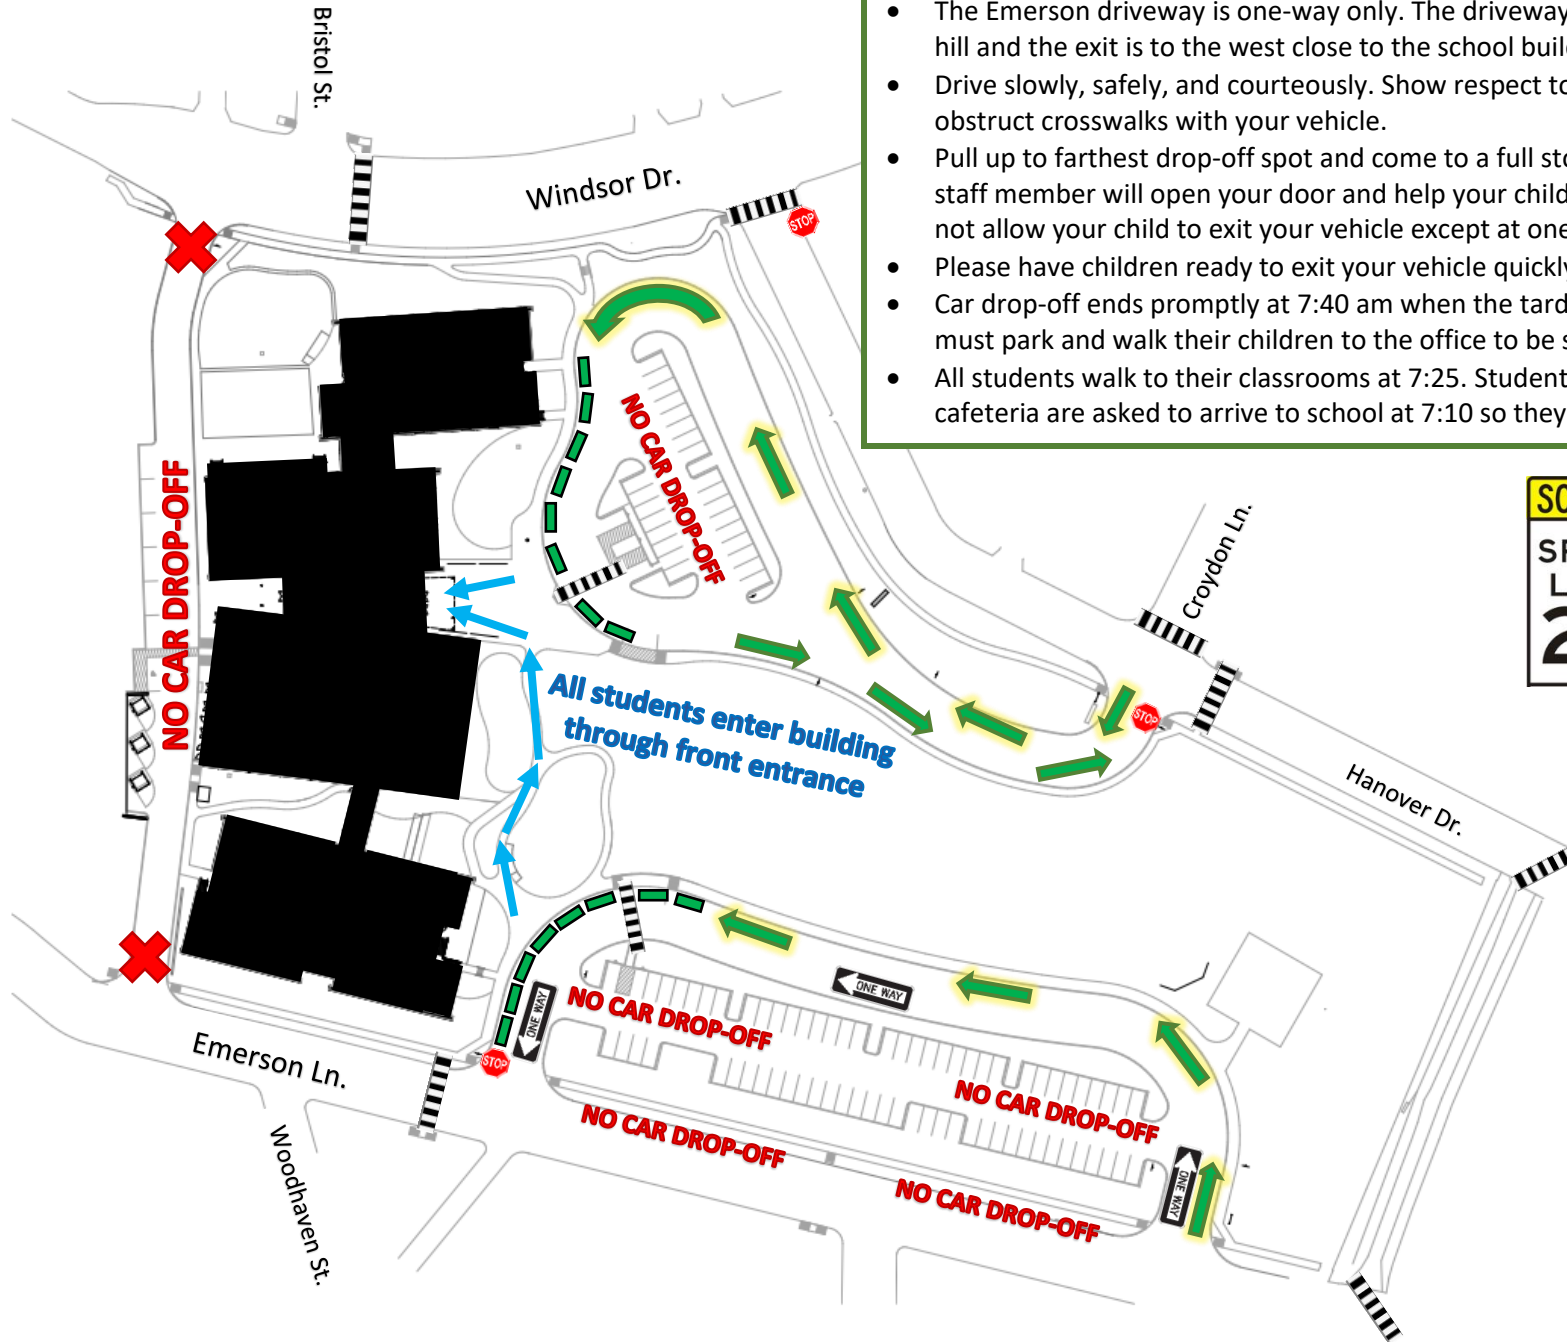 • The Emerson driveway is one-way only. The driveway
hill and the exit is to the west close to the school buil
• Drive slowly, safely, and courteously. Show respect to
obstruct crosswalks with your vehicle.
• Pull up to farthest drop-off spot and come to a full sto
staff member will open your door and help your child
not allow your child to exit your vehicle except at one
• Please have children ready to exit your vehicle quickly
• Car drop-off ends promptly at 7:40 am when the tard
must park and walk their children to the office to be s
• All students walk to their classrooms at 7:25. Student
cafeteria are asked to arrive to school at 7:10 so they
Bristol St.
Windsor Dr.
STOP
NO CAR DROP-OFF
NO CAR DROP-OFF
SC
SP
L
2
Croydon Ln.
All students enter building
through front entrance
STOP
Hanover Dr.
ONE WAY
NO CAR DROP-OFF
ONE WAY
STOP
Emerson Ln.
NO CAR DROP-OFF
NO CAR DROP-OFF
ONE WAY
NO CAR DROP-OFF
Woodhaven St.